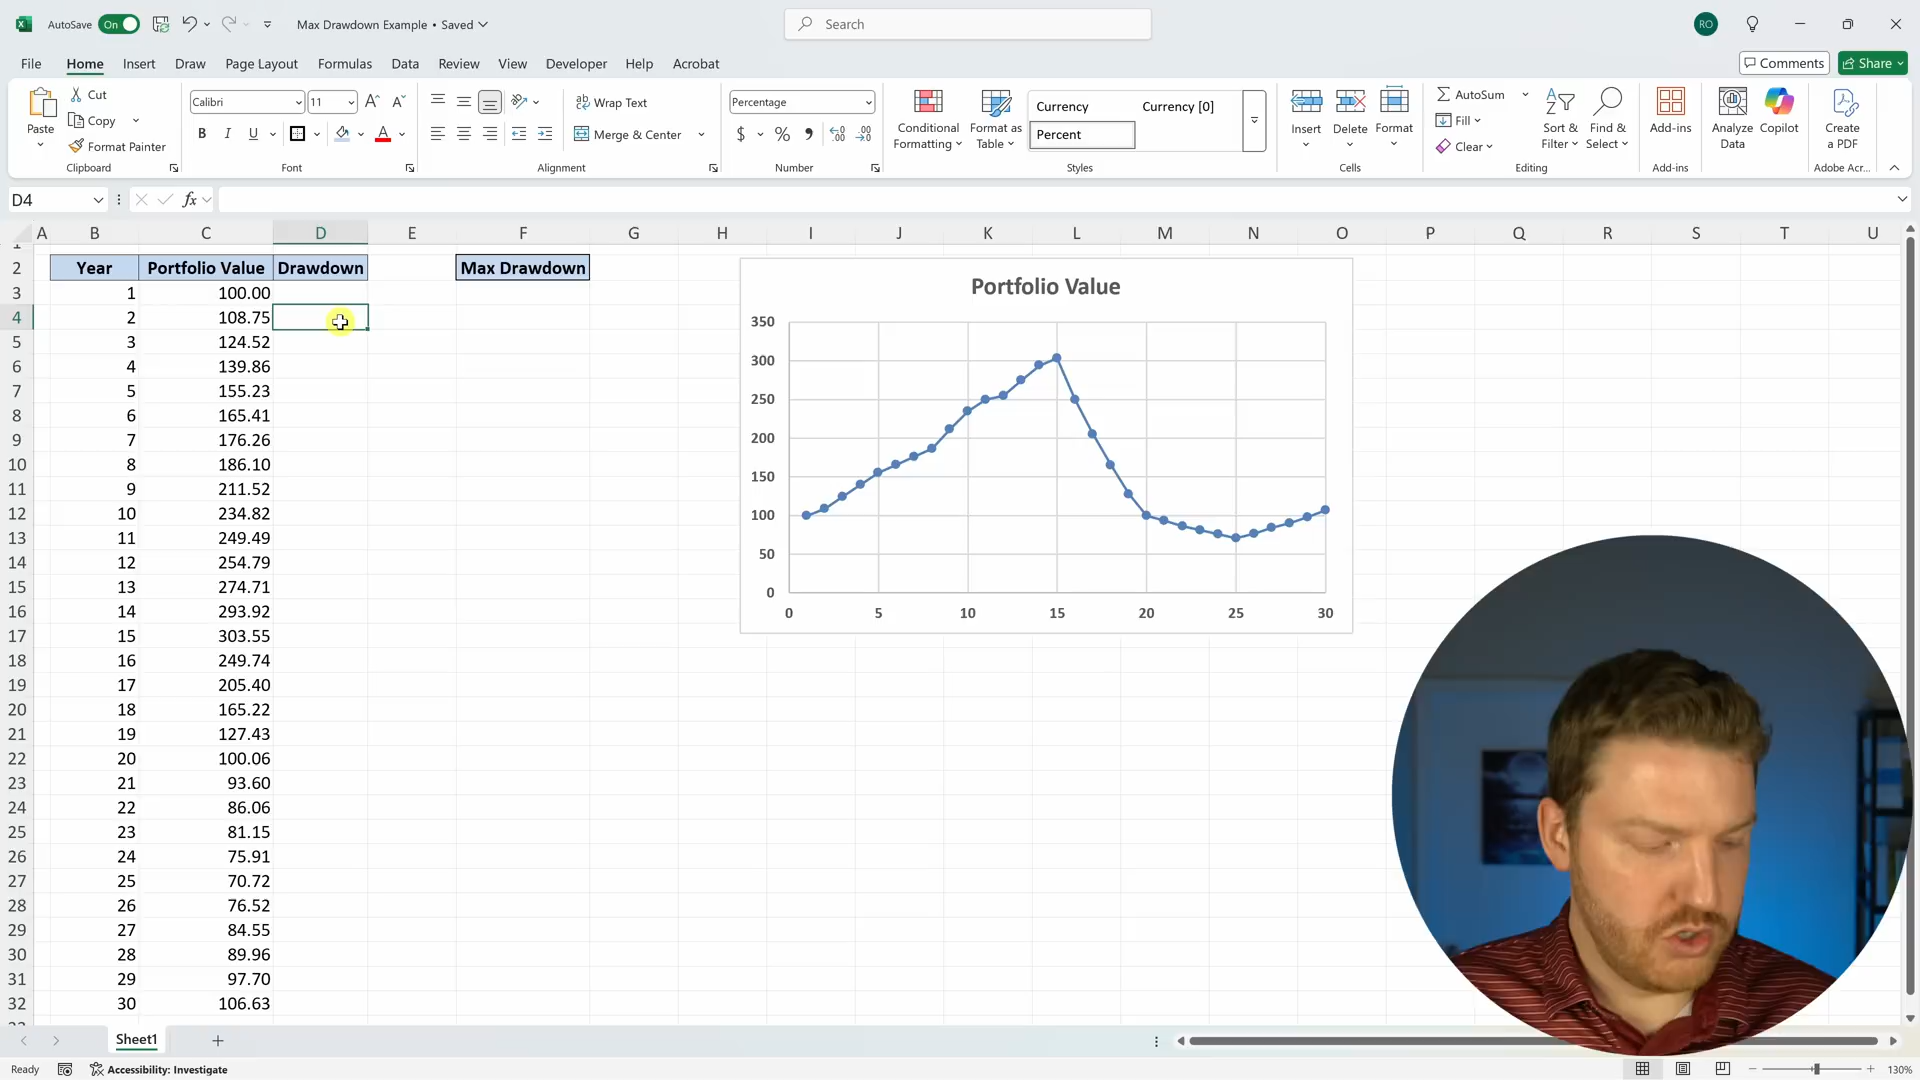 AutoSave On Max Drawdown Example • Saved Search RO
File Home Insert Draw Page Layout Formulas Data Review View Developer Help Acrobat Comments Share
Paste Cut Copy Format Painter Clipboard
Calibri 11 B I U A Font
Wrap Text Merge & Center Alignment
Percentage $ % 9 Number
Conditional Formatting Format as Table Currency Currency [0] Percent Styles
Insert Delete Format Cells
AutoSum Fill Clear Sort & Filter Find & Select Editing
Add-ins Add-ins
Analyze Data Copilot
Create a PDF Adobe Acr...
D4 fx
A B C D E F G H I J K L M N O P Q R S T U
2 Year Portfolio Value Drawdown Max Drawdown
3 1 100.00
4 2 108.75
5 3 124.52
6 4 139.86
7 5 155.23
8 6 165.41
9 7 176.26
10 8 186.10
11 9 211.52
12 10 234.82
13 11 249.49
14 12 254.79
15 13 274.71
16 14 293.92
17 15 303.55
18 16 249.74
19 17 205.40
20 18 165.22
21 19 127.43
22 20 100.06
23 21 93.60
24 22 86.06
25 23 81.15
26 24 75.91
27 25 70.72
28 26 76.52
29 27 84.55
30 28 89.96
31 29 97.70
32 30 106.63
Portfolio Value
350
300
250
200
150
100
50
0
0 5 10 15 20 25 30
Sheet1
Ready Accessibility: Investigate 130%